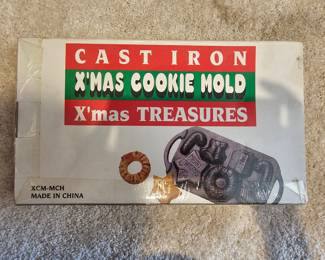 CAST IRON
X'MAS COOKIE MOLD
X'mas TREASURES
XCM-MCH
MADE IN CHINA